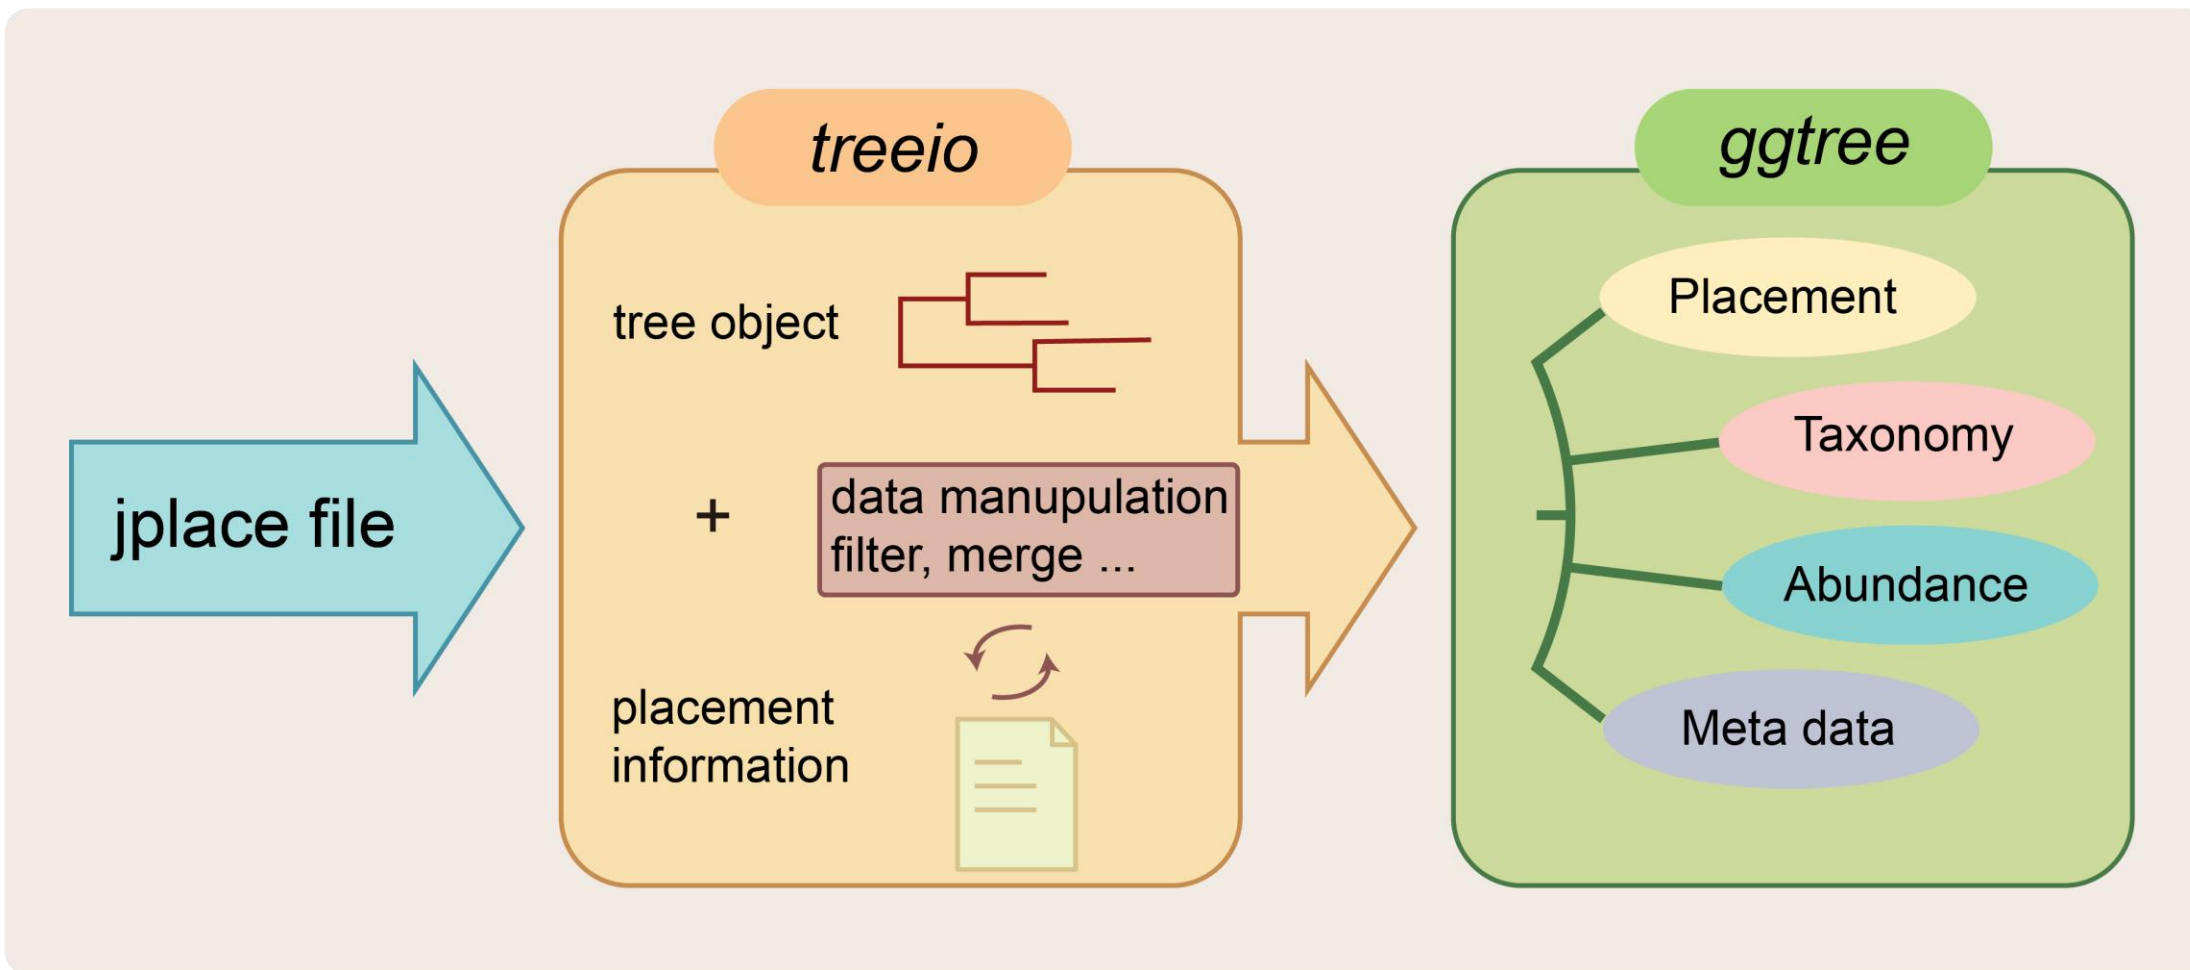 jplace file
treeio
tree object
+
data manupulation
filter, merge ...
placement
information
ggtree
Placement
Taxonomy
Abundance
Meta data